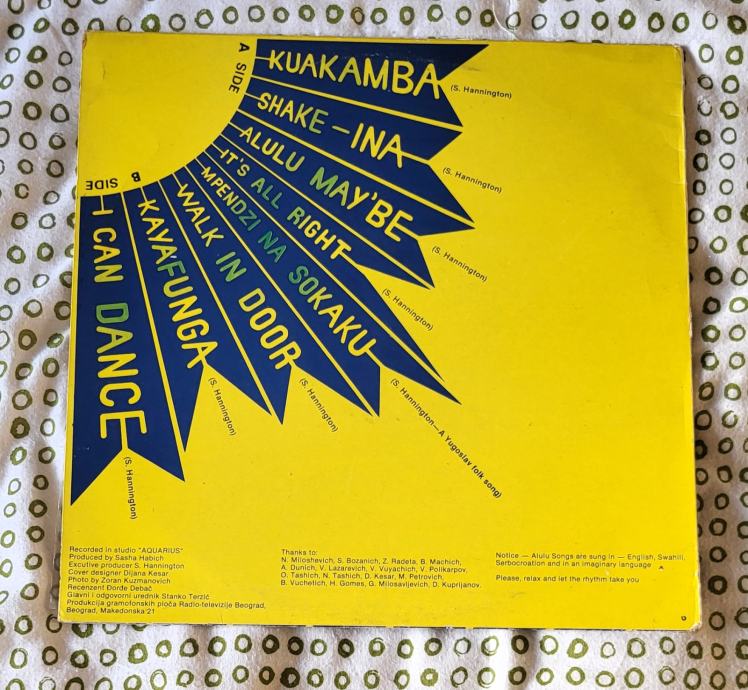 A SIDE
KUAKAMBA
(S. Hannington)
SHAKE - INA
(S. Hannington)
ALULU MAY'BE
(S. Hannington)
IT'S ALL RIGHT
(S. Hannington)
MPENDZI NA SOKAKU
(S. Hannington—A Yugoslav folk song)
B SIDE
WALK IN DOOR
(S. Hannington)
KAYAFUNGA
(S. Hannington)
I CAN DANCE
(S. Hannington)
Recorded in studio "AQUARIUS"
Produced by Sasha Habich
Excutive producer S. Hannington
Cover designer Dijana Kesar
Photo by Zoran Kuzmanovich
Recenzent Đorđe Debač
Glavni i odgovorni urednik Stanko Terzić
Produkcija gramofonskih ploča Radio-televizije Beograd,
Beograd, Makedonska 21
Thanks to:
N. Miloshevich, S. Bozanich, Z. Radeta, B. Machich,
A. Dunich, V. Lazarevich, V. Vuyachich, V. Polikarpov,
O. Tashich, N. Tashich, D. Kesar, M. Petrovich,
B. Vuchetich, H. Gomes, G. Milosavljevich, D. Kuprijanov.
Notice — Alulu Songs are sung in — English, Swahili,
Serbocroation and in an imaginary language
Please, relax and let the rhythm take you